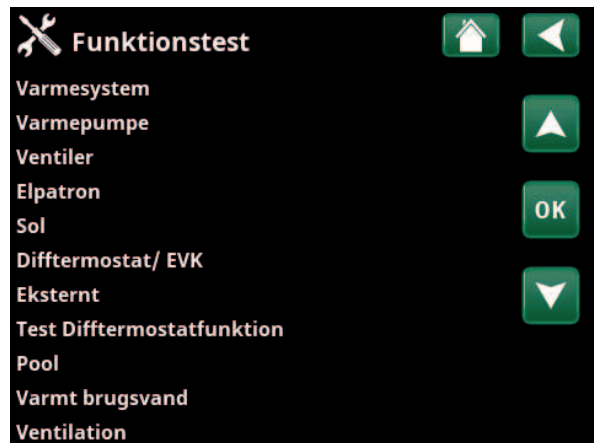 Funktionstest
Varmesystem
Varmepumpe
Ventiler
Elpatron
OK
Sol
Difftermostat/ EVK
Eksternt
Test Difftermostatfunktion
Pool
Varmt brugsvand
Ventilation